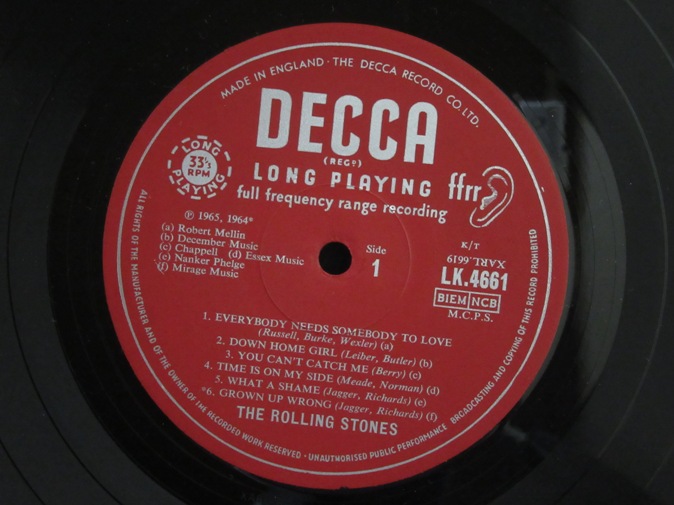 MADE IN ENGLAND · THE DECCA RECORD CO. LTD.
DECCA
(REGD)
LONG PLAYING
33⅓
RPM
LONG PLAYING ffrr
full frequency range recording
℗ 1965, 1964*
(a) Robert Mellin
(b) December Music
(c) Chappell (d) Essex Music
(e) Nanker Phelge
(f) Mirage Music
Side
1
K/T
XARL.6619
LK.4661
BIEM NCB
M.C.P.S.
1. EVERYBODY NEEDS SOMEBODY TO LOVE
(Russell, Burke, Wexler) (a)
2. DOWN HOME GIRL (Leiber, Butler) (b)
3. YOU CAN'T CATCH ME (Berry) (c)
4. TIME IS ON MY SIDE (Meade, Norman) (d)
5. WHAT A SHAME (Jagger, Richards) (e)
*6. GROWN UP WRONG (Jagger, Richards) (f)
THE ROLLING STONES
ALL RIGHTS OF THE MANUFACTURER AND OF THE OWNER OF THE RECORDED WORK RESERVED · UNAUTHORISED PUBLIC PERFORMANCE BROADCASTING AND COPYING OF THIS RECORD PROHIBITED